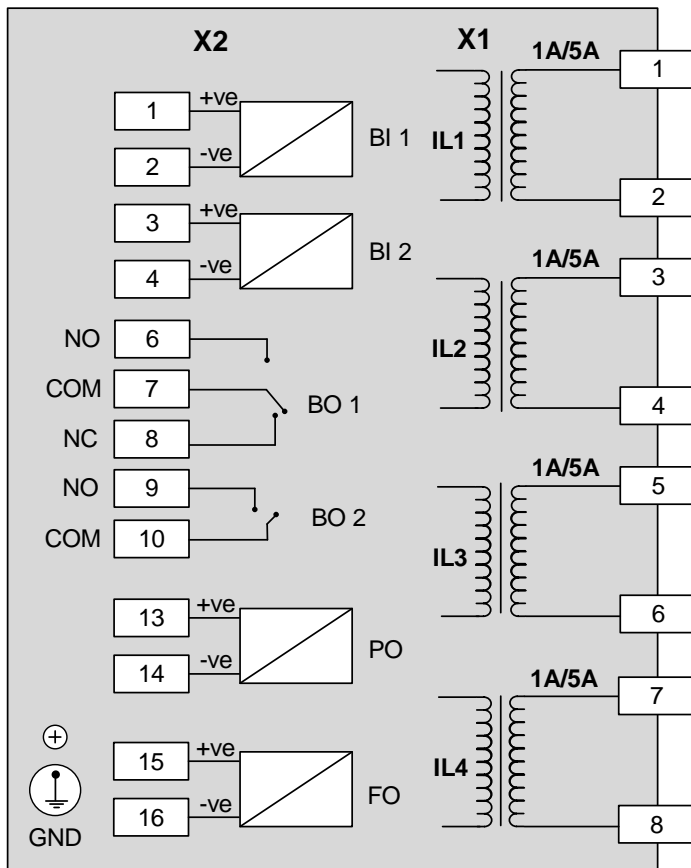 X2
1 +ve
BI 1
2 -ve
3 +ve
BI 2
4 -ve
NO 6
COM 7
BO 1
NC 8
NO 9
BO 2
COM 10
13 +ve
PO
14 -ve
15 +ve
FO
16 -ve
GND
X1
1A/5A
1
IL1
2
1A/5A
3
IL2
4
1A/5A
5
IL3
6
1A/5A
7
IL4
8